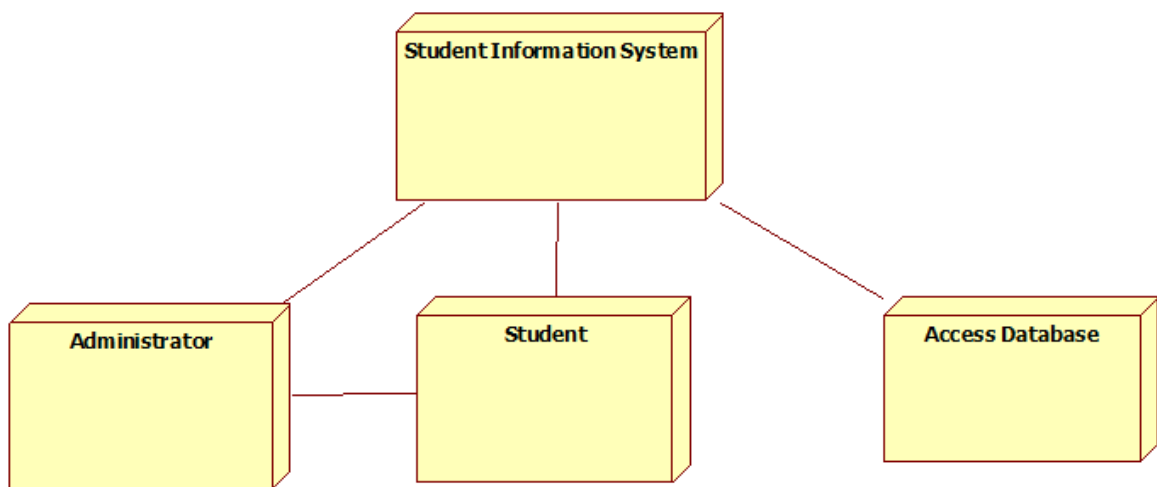 Student Information System
Administrator
Student
Access Database